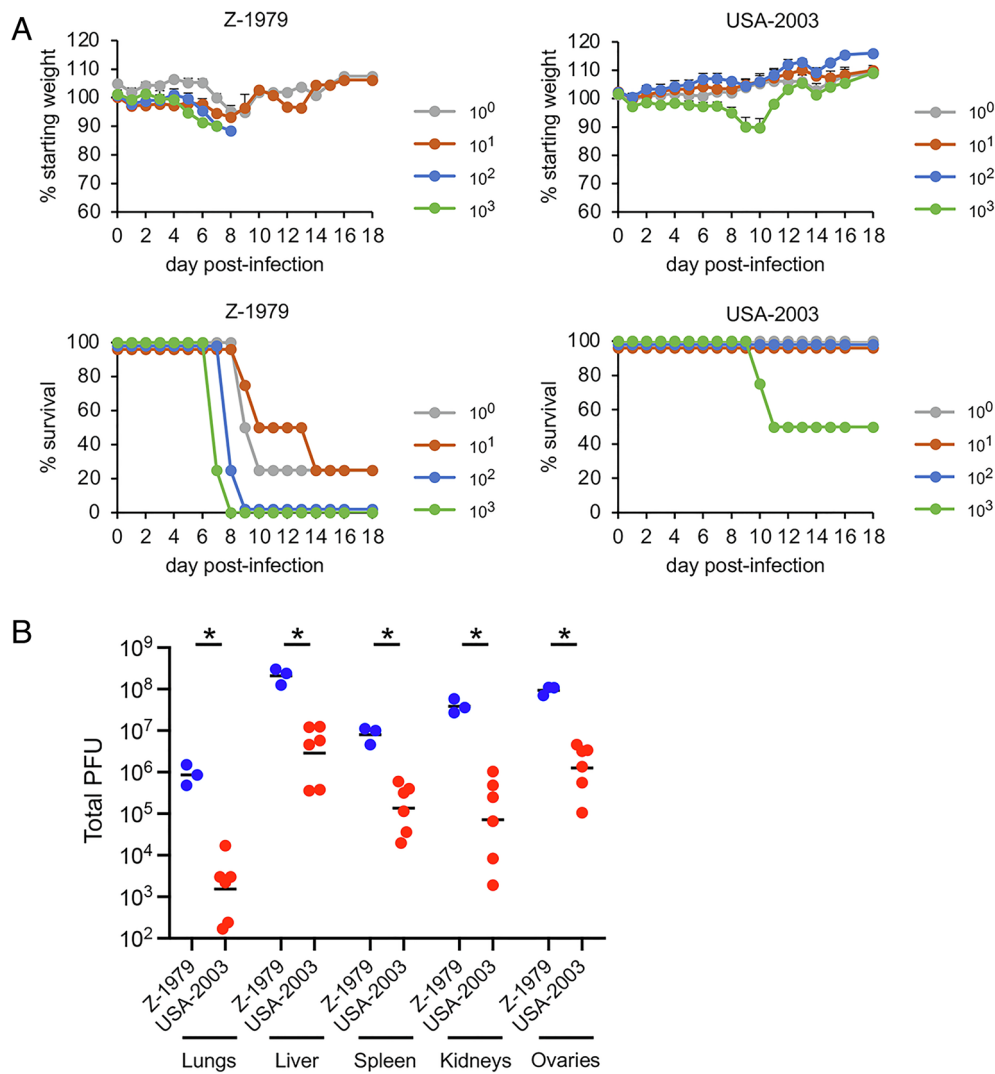 A
Z-1979
120
110
100
90
80
70
60
% starting weight
0 2 4 6 8 10 12 14 16 18
day post-infection
10⁰
10¹
10²
10³
USA-2003
120
110
100
90
80
70
60
% starting weight
0 2 4 6 8 10 12 14 16 18
day post-infection
10⁰
10¹
10²
10³
Z-1979
100
80
60
40
20
0
% survival
0 2 4 6 8 10 12 14 16 18
day post-infection
10⁰
10¹
10²
10³
USA-2003
100
80
60
40
20
0
% survival
0 2 4 6 8 10 12 14 16 18
day post-infection
10⁰
10¹
10²
10³
B
* * * * *
10⁹
10⁸
10⁷
10⁶
10⁵
10⁴
10³
10²
Total PFU
Z-1979 USA-2003 Z-1979 USA-2003 Z-1979 USA-2003 Z-1979 USA-2003 Z-1979 USA-2003
Lungs Liver Spleen Kidneys Ovaries